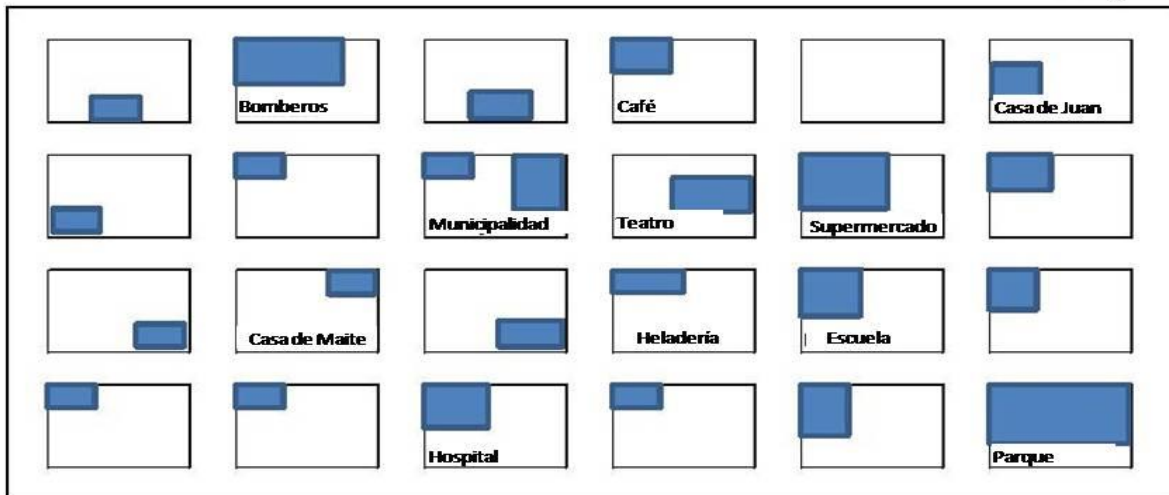 Bomberos
Café
Casa de Juan
Municipalidad
Teatro
Supermercado
Casa de Maite
Heladería
Escuela
Hospital
Parque